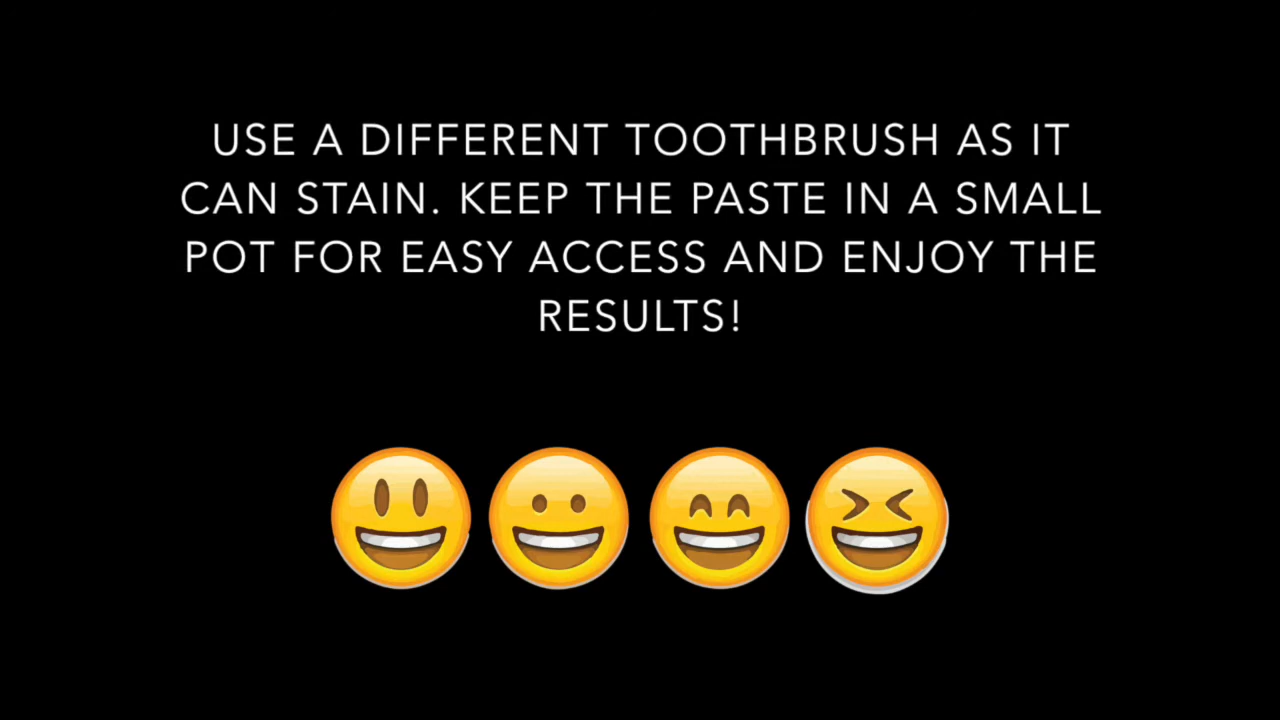 USE A DIFFERENT TOOTHBRUSH AS IT
CAN STAIN. KEEP THE PASTE IN A SMALL
POT FOR EASY ACCESS AND ENJOY THE
RESULTS!